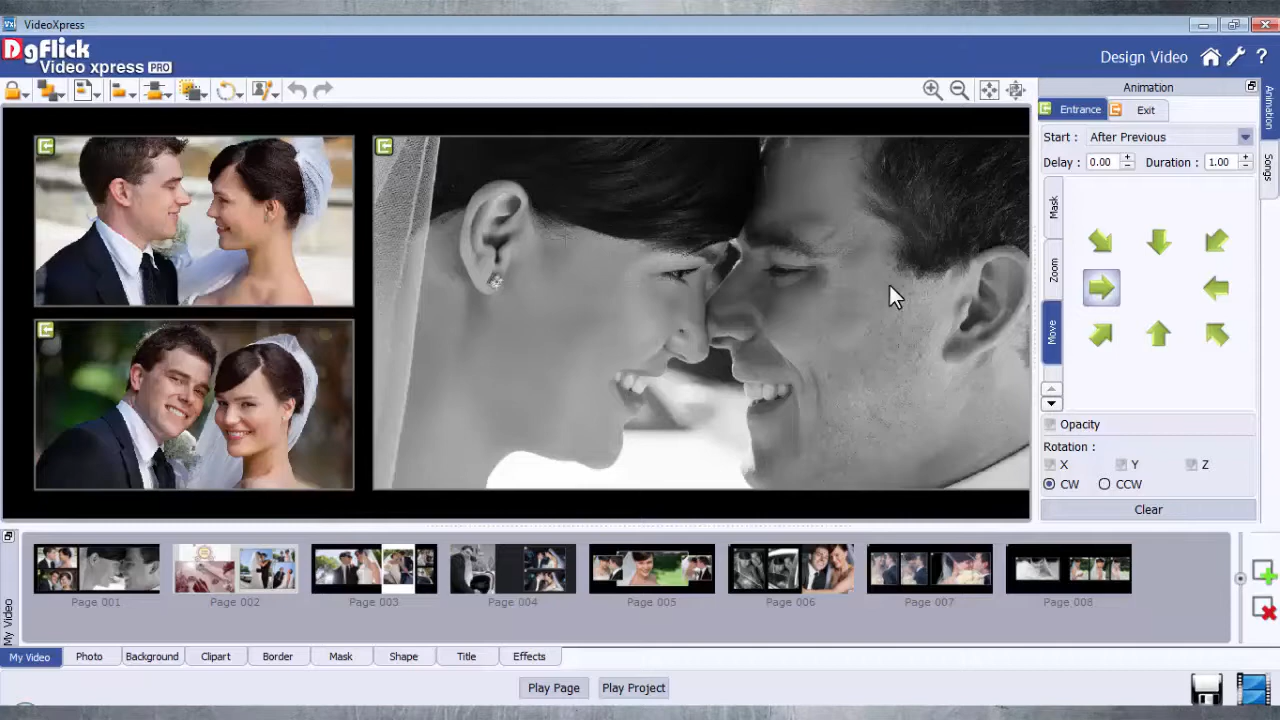 VideoXpress
DgFlick
Video xpress PRO
Design Video
?
Animation
Entrance
Exit
Start : After Previous
Delay : 0.00 Duration : 1.00
Animation
Songs
Mask
Zoom
Move
Opacity
Rotation :
X Y Z
CW CCW
Clear
My Video
Page 001 Page 002 Page 003 Page 004 Page 005 Page 006 Page 007 Page 008
My Video Photo Background Clipart Border Mask Shape Title Effects
Play Page Play Project